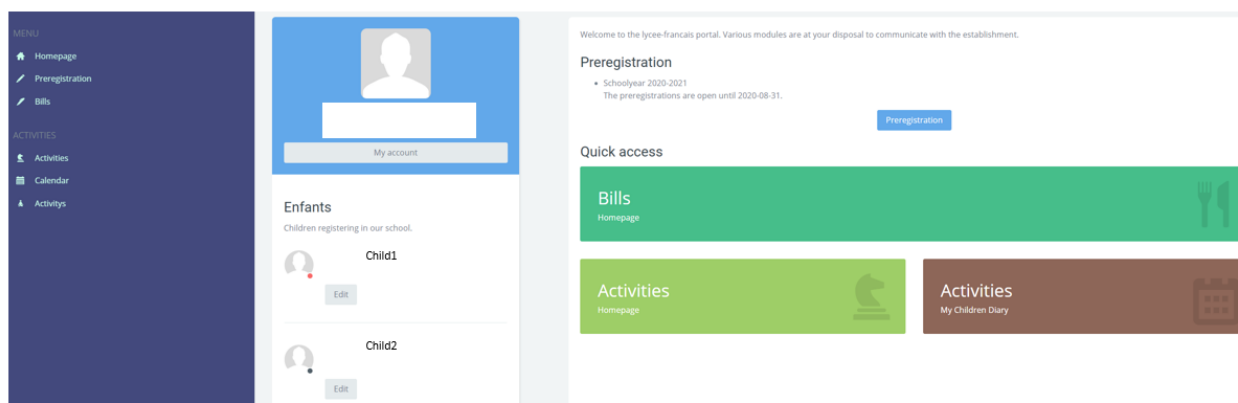 MENU
Homepage
Preregistration
Bills
ACTIVITIES
Activities
Calendar
Activitys
My account
Enfants
Children registering in our school.
Child1
Edit
Child2
Edit
Welcome to the lycee-francais portal. Various modules are at your disposal to communicate with the establishment.
Preregistration
Schoolyear 2020-2021
The preregistrations are open until 2020-08-31.
Preregistration
Quick access
Bills
Homepage
Activities
Homepage
Activities
My Children Diary